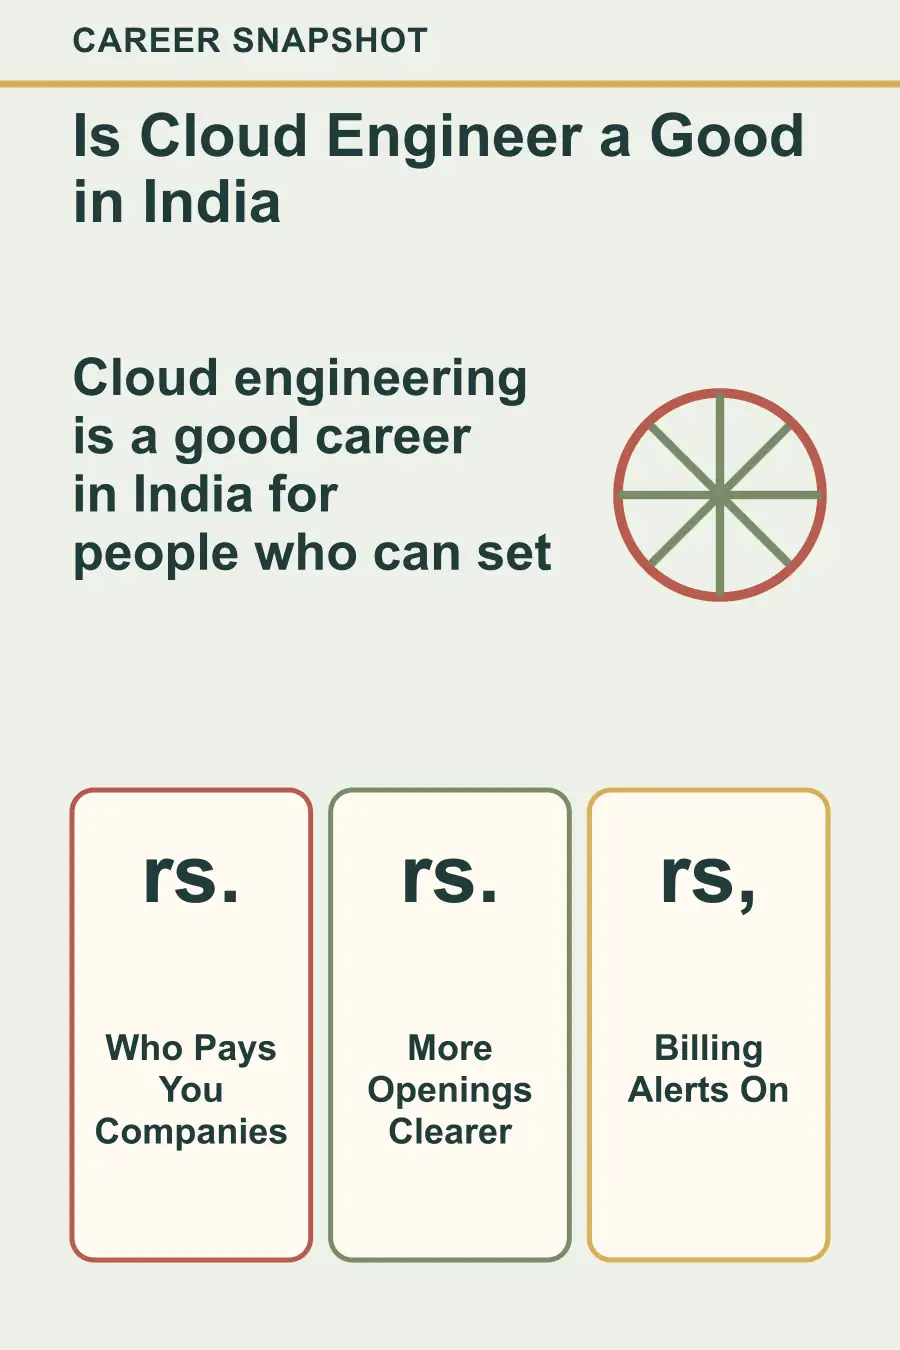 CAREER SNAPSHOT
Is Cloud Engineer a Good
in India
Cloud engineering
is a good career
in India for
people who can set
rs.
Who Pays
You
Companies
rs.
More
Openings
Clearer
rs,
Billing
Alerts On